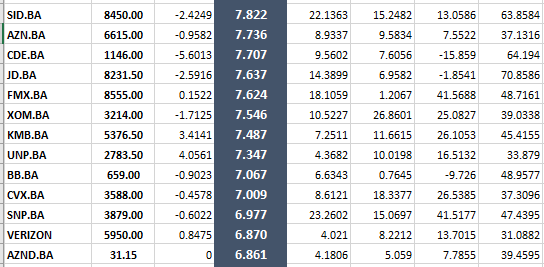 SID.BA 8450.00 -2.4249 7.822 22.1363 15.2482 13.0586 63.8584
AZN.BA 6615.00 -0.9582 7.736 8.9337 9.5834 7.5522 37.1316
CDE.BA 1146.00 -5.6013 7.707 9.5602 7.6056 -15.859 64.194
JD.BA 8231.50 -2.5916 7.637 14.3899 6.9582 -1.8541 70.8586
FMX.BA 8555.00 0.1522 7.624 18.1059 1.2067 41.5688 48.7161
XOM.BA 3214.00 -1.7125 7.546 10.5227 26.8601 25.0827 39.0338
KMB.BA 5376.50 3.4141 7.487 7.2511 11.6615 26.1053 45.4155
UNP.BA 2783.50 4.0561 7.347 4.3682 10.0198 16.5132 33.879
BB.BA 659.00 -0.9023 7.067 6.6343 0.7645 -9.726 48.9577
CVX.BA 3588.00 -0.4578 7.009 8.6121 18.3377 26.5385 37.3096
SNP.BA 3879.00 -0.6022 6.977 23.2602 15.0697 41.5177 47.4395
VERIZON 5950.00 0.8475 6.870 4.021 8.2212 13.7015 31.0882
AZND.BA 31.15 0 6.861 4.1806 5.059 7.7855 39.4595